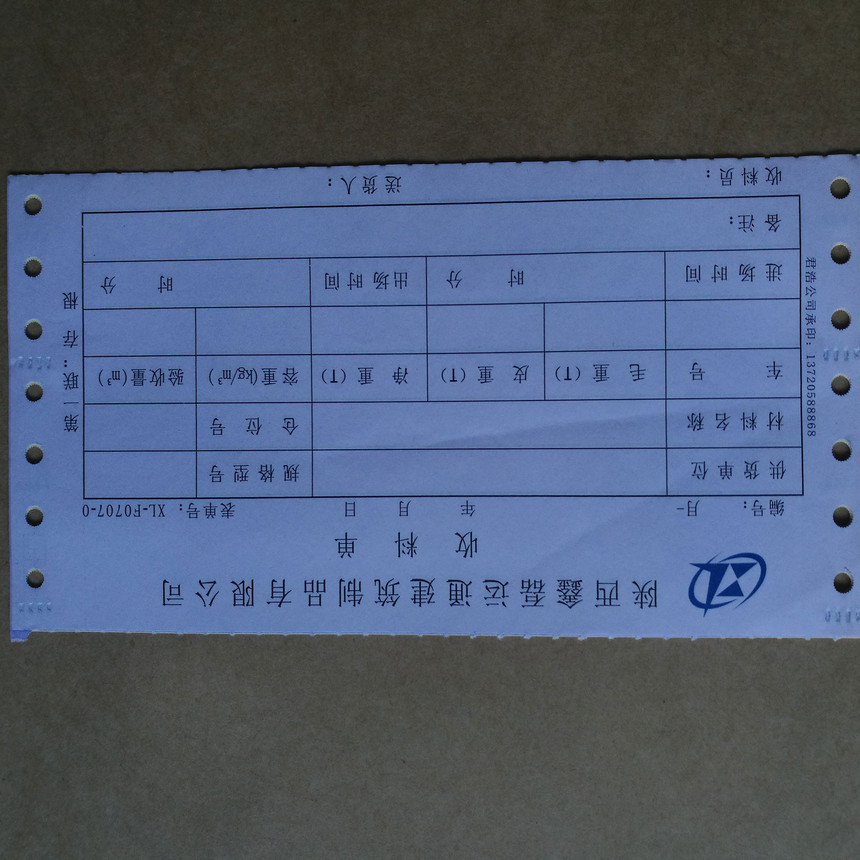 陕西鑫磊运通建筑制品有限公司
收料单
编号: 月- 年 月 日 表单号: XL-F0707-0
供货单位 规格型号
材料名称 仓位号
车号 毛重(T) 皮重(T) 净重(T) 容重(kg/m³) 验收量(m³)
进场时间 时 分 出场时间 时 分
备注:
收料员: 送货人:
第一联: 存根
君浩公司承印: 13720588868